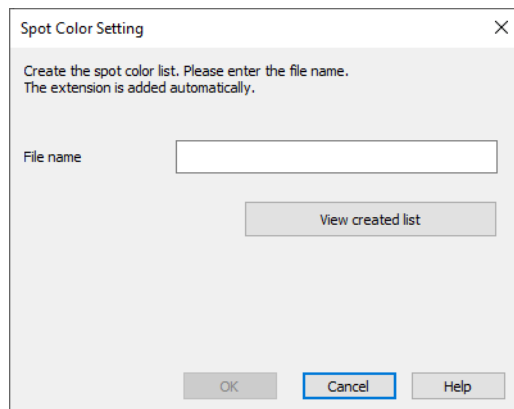 Spot Color Setting
Create the spot color list. Please enter the file name.
The extension is added automatically.
File name
View created list
OK
Cancel
Help